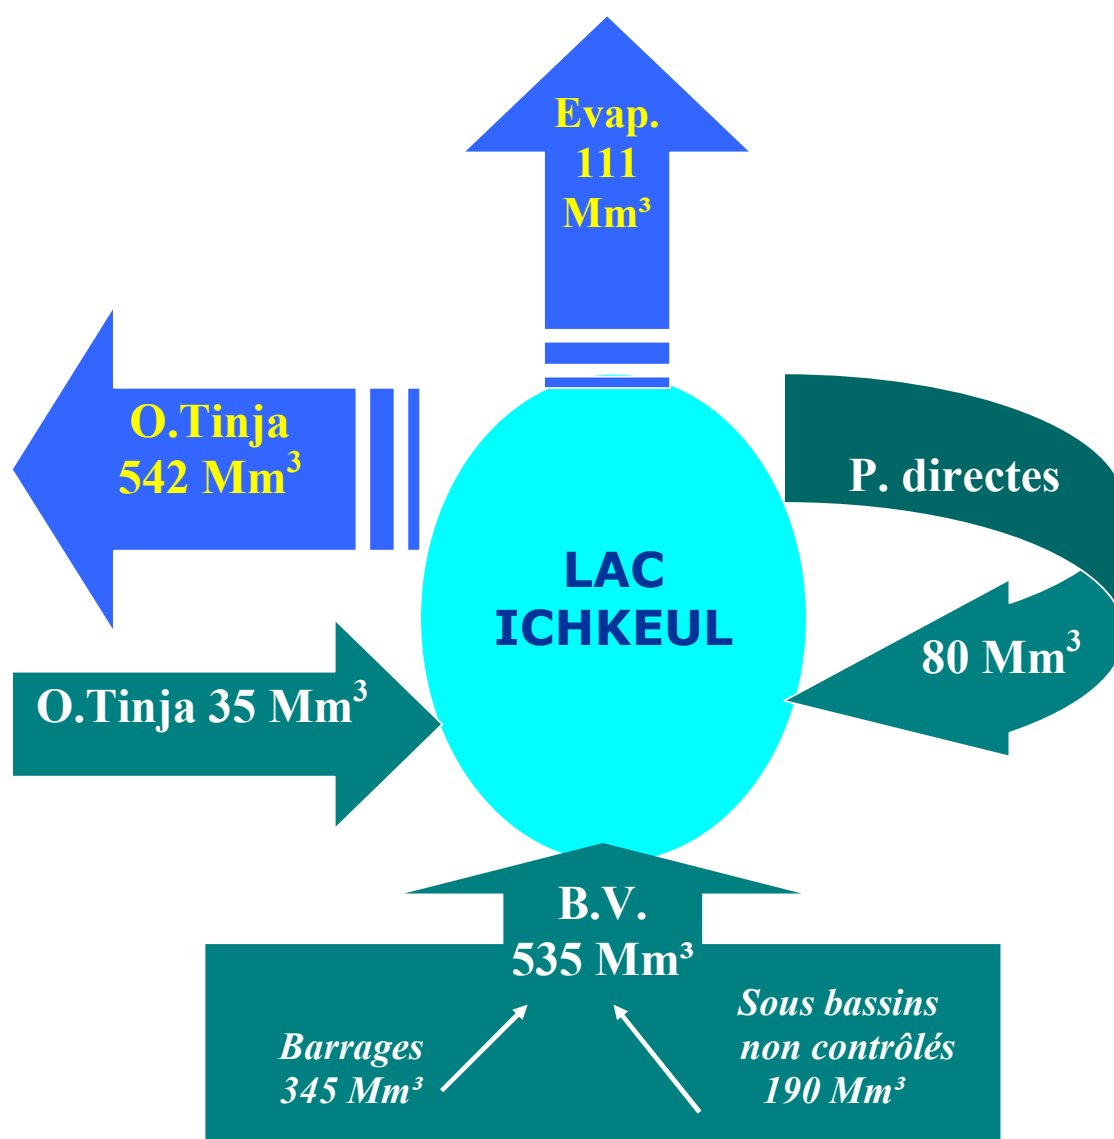 Evap.
111
Mm³
O.Tinja
542 Mm³
P. directes
LAC
ICHKEUL
80 Mm³
O.Tinja 35 Mm³
B.V.
535 Mm³
Barrages
345 Mm³
Sous bassins
non contrôlés
190 Mm³